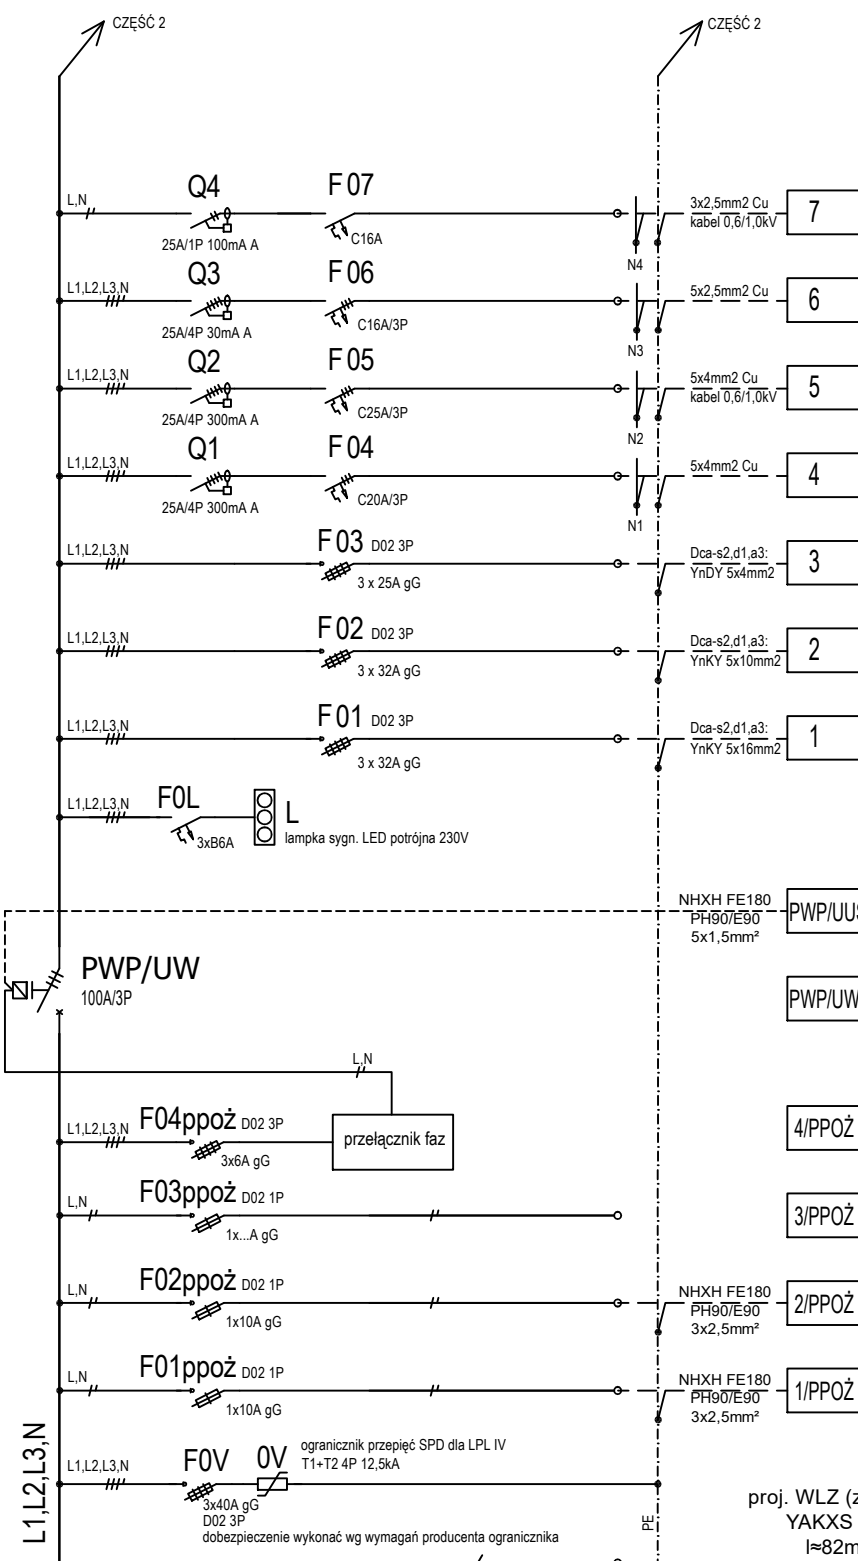 CZĘŚĆ 2
CZĘŚĆ 2
L,N
Q4
25A/1P 100mA A
F07
C16A
N4
3x2,5mm2 Cu
kabel 0,6/1,0kV
7
L1,L2,L3,N
Q3
25A/4P 30mA A
F06
C16A/3P
N3
5x2,5mm2 Cu
6
L1,L2,L3,N
Q2
25A/4P 300mA A
F05
C25A/3P
N2
5x4mm2 Cu
kabel 0,6/1,0kV
5
L1,L2,L3,N
Q1
25A/4P 300mA A
F04
C20A/3P
N1
5x4mm2 Cu
4
L1,L2,L3,N
F03 D02 3P
3 x 25A gG
Dca-s2,d1,a3:
YnDY 5x4mm2
3
L1,L2,L3,N
F02 D02 3P
3 x 32A gG
Dca-s2,d1,a3:
YnKY 5x10mm2
2
L1,L2,L3,N
F01 D02 3P
3 x 32A gG
Dca-s2,d1,a3:
YnKY 5x16mm2
1
L1,L2,L3,N
F0L
3xB6A
L
lampka sygn. LED potrójna 230V
NHXH FE180
PH90/E90
5x1,5mm²
PWP/UUS
PWP/UW
100A/3P
PWP/UW
L,N
L1,L2,L3,N
F04ppoż D02 3P
3x6A gG
przełącznik faz
4/PPOŻ
L,N
F03ppoż D02 1P
1x...A gG
3/PPOŻ
L,N
F02ppoż D02 1P
1x10A gG
NHXH FE180
PH90/E90
3x2,5mm²
2/PPOŻ
L,N
F01ppoż D02 1P
1x10A gG
NHXH FE180
PH90/E90
3x2,5mm²
1/PPOŻ
L1,L2,L3,N
L1,L2,L3,N
F0V
3x40A gG
D02 3P
dobezpieczenie wykonać wg wymagań producenta ogranicznika
0V
ogranicznik przepięć SPD dla LPL IV
T1+T2 4P 12,5kA
PE
proj. WLZ (z
YAKXS
l≈82m